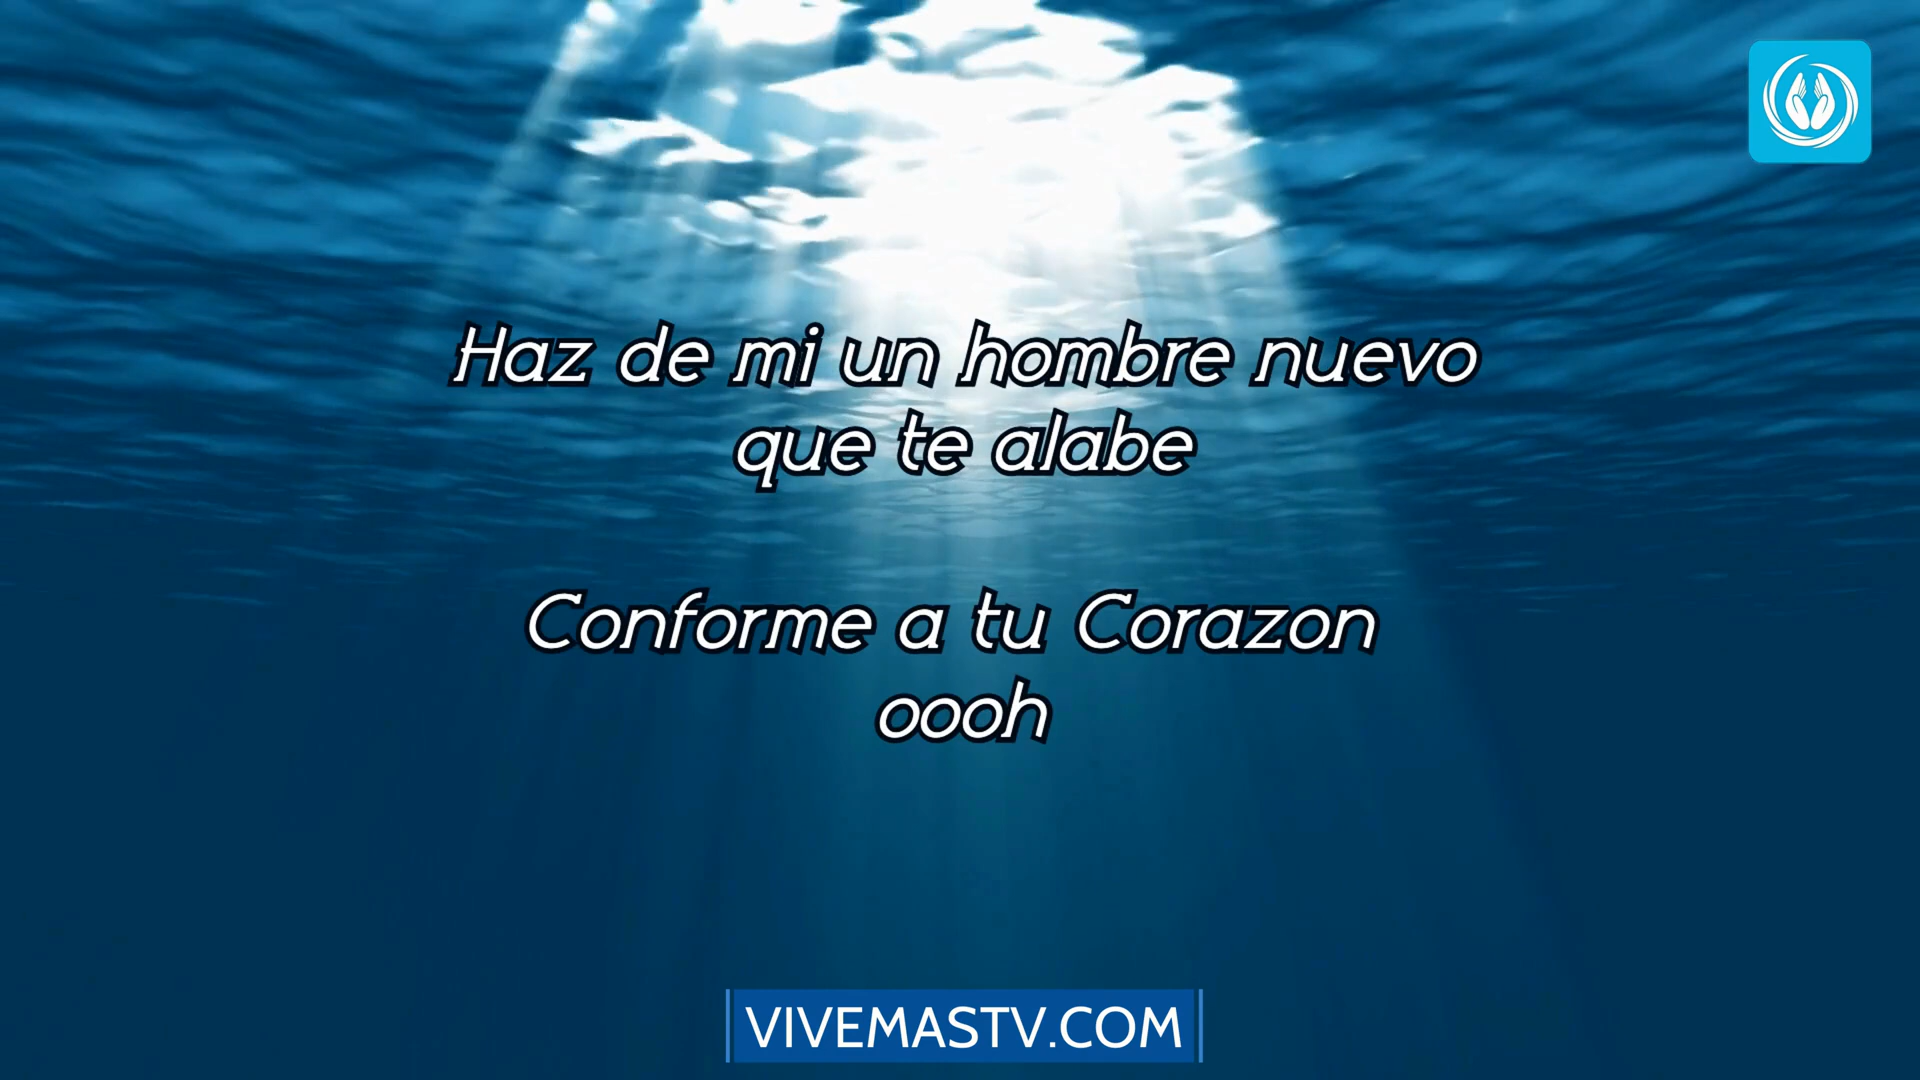 Haz de mi un hombre nuevo
que te alabe
Conforme a tu Corazon
oooh
VIVEMASTV.COM